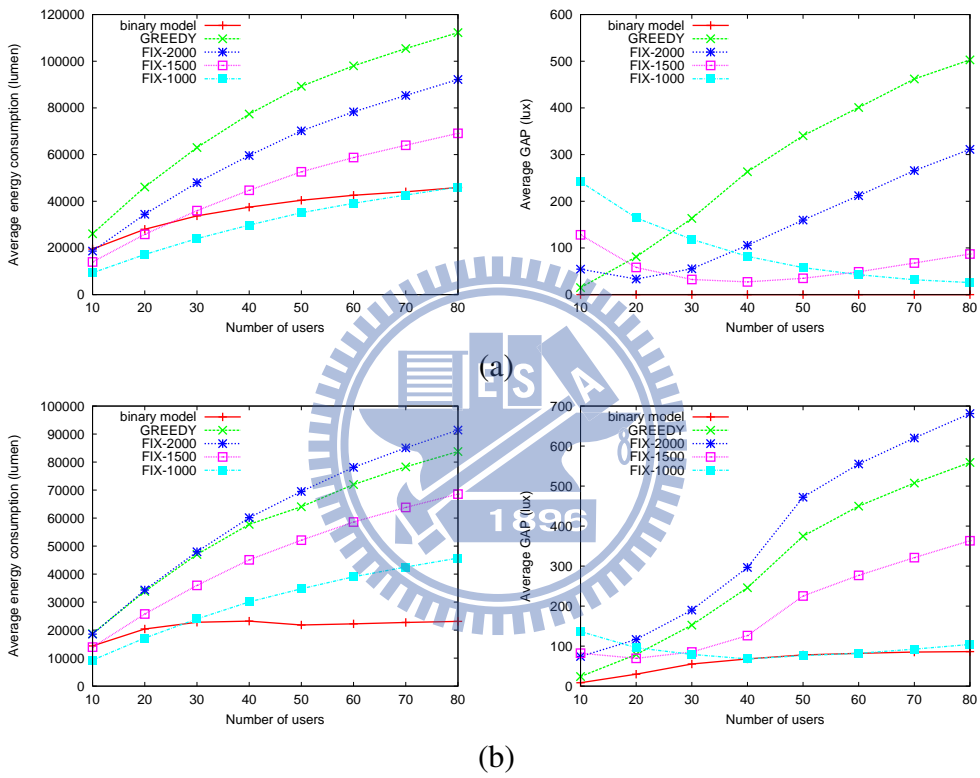 binary model
GREEDY
FIX-2000
FIX-1500
FIX-1000
120000
100000
80000
60000
40000
20000
0
10 20 30 40 50 60 70 80
Average energy consumption (lumen)
Number of users
binary model
GREEDY
FIX-2000
FIX-1500
FIX-1000
600
500
400
300
200
100
0
10 20 30 40 50 60 70 80
Average GAP (lux)
Number of users
(a)
E S A
1896
binary model
GREEDY
FIX-2000
FIX-1500
FIX-1000
100000
90000
80000
70000
60000
50000
40000
30000
20000
10000
0
10 20 30 40 50 60 70 80
Average energy consumption (lumen)
Number of users
binary model
GREEDY
FIX-2000
FIX-1500
FIX-1000
700
600
500
400
300
200
100
0
10 20 30 40 50 60 70 80
Average GAP (lux)
Number of users
(b)